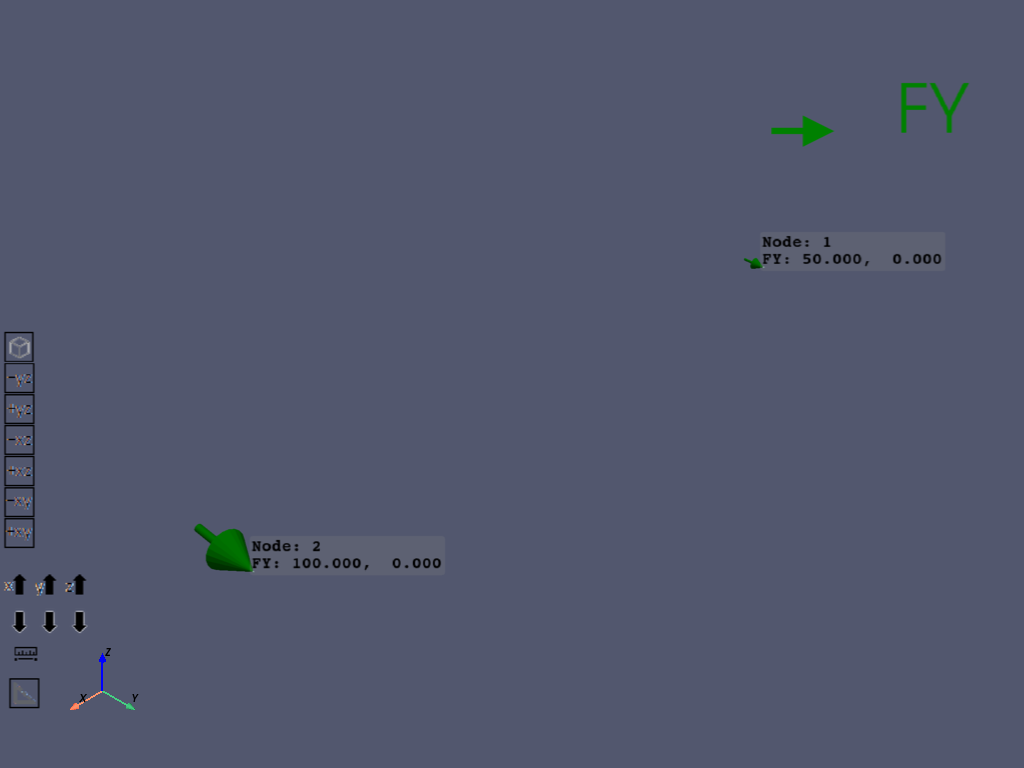 FY
Node: 1
FY: 50.000,  0.000
-yz
+yz
-xz
+xz
-xy
+xy
Node: 2
FY: 100.000,  0.000
x y z
Z
X Y